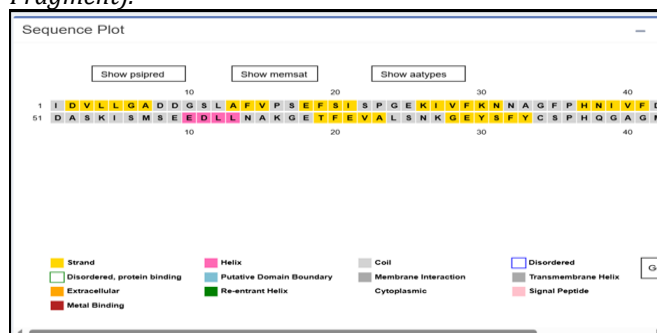 Fragment).
Sequence Plot
Show psipred Show memsat Show aatypes
10 20 30 40
1 I D V L L G A D D G S L A F V P S E F S I S P G E K I V F K N N A G F P H N I V F D
51 D A S K I S M S E E D L L N A K G E T F E V A L S N K G E Y S F Y C S P H Q G A G M
10 20 30 40
Strand Helix Coil Disordered
Disordered, protein binding Putative Domain Boundary Membrane Interaction Transmembrane Helix
Extracellular Re-entrant Helix Cytoplasmic Signal Peptide
Metal Binding
G